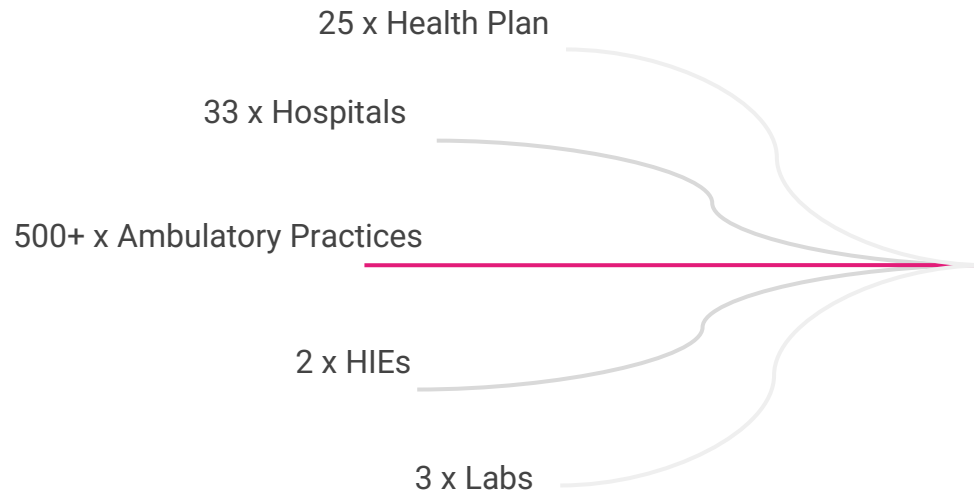 25 x Health Plan
33 x Hospitals
500+ x Ambulatory Practices
2 x HIEs
3 x Labs